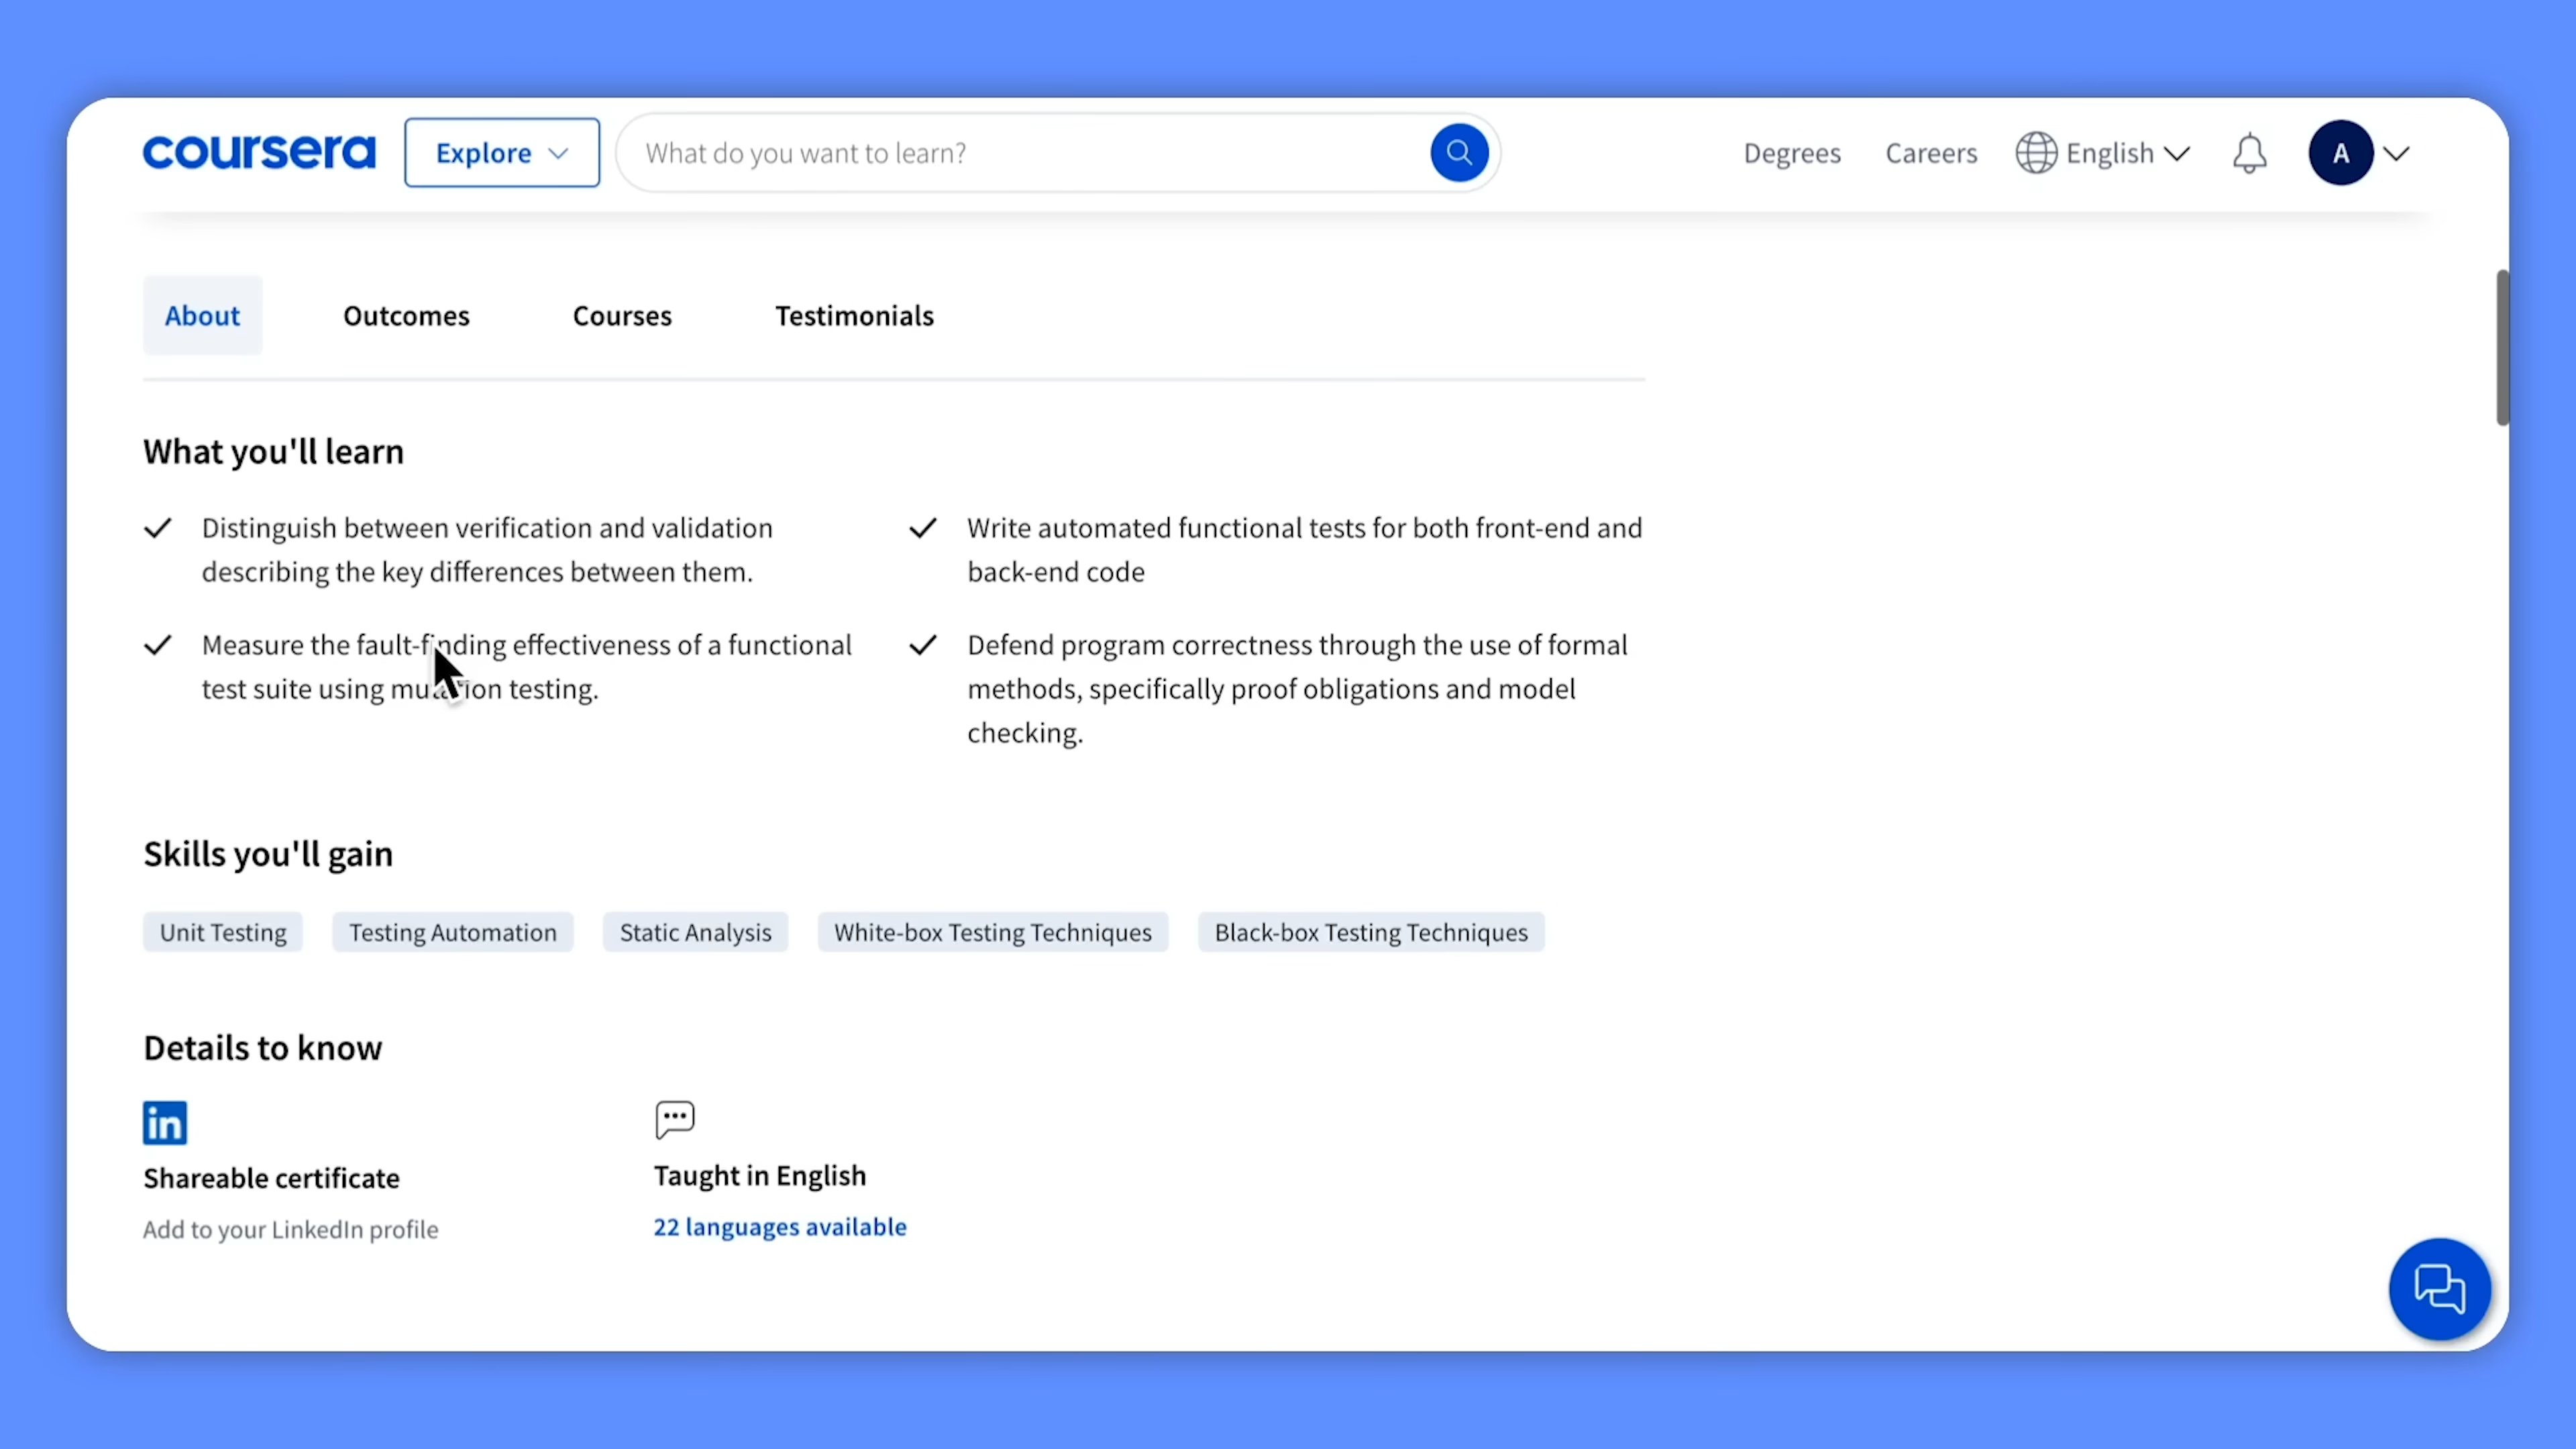 coursera
Explore
What do you want to learn?
Degrees
Careers
English
A
About
Outcomes
Courses
Testimonials
What you'll learn
Distinguish between verification and validation
describing the key differences between them.
Write automated functional tests for both front-end and
back-end code
Measure the fault-finding effectiveness of a functional
test suite using mutation testing.
Defend program correctness through the use of formal
methods, specifically proof obligations and model
checking.
Skills you'll gain
Unit Testing
Testing Automation
Static Analysis
White-box Testing Techniques
Black-box Testing Techniques
Details to know
in
Shareable certificate
Add to your LinkedIn profile
Taught in English
22 languages available